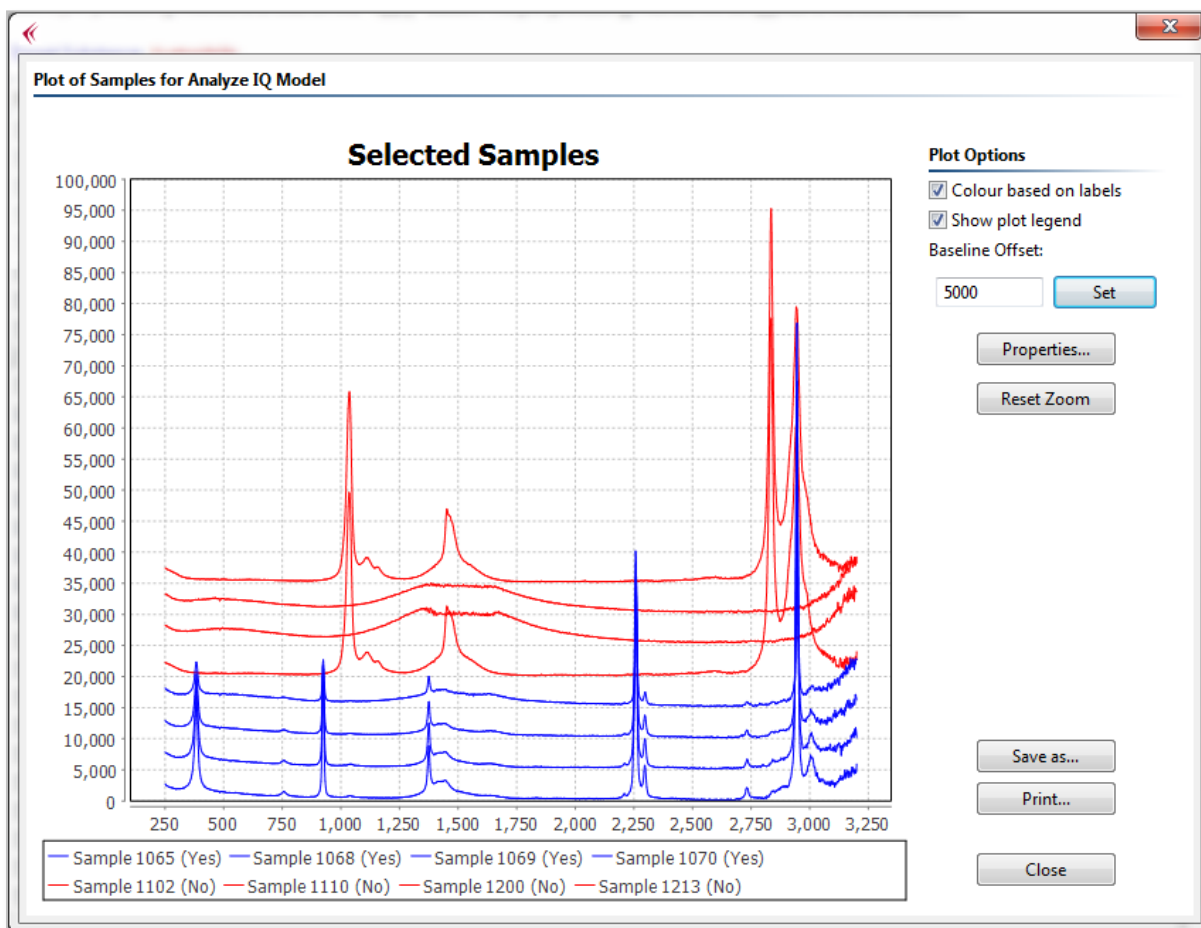 Plot of Samples for Analyze IQ Model
Selected Samples
100,000
95,000
90,000
85,000
80,000
75,000
70,000
65,000
60,000
55,000
50,000
45,000
40,000
35,000
30,000
25,000
20,000
15,000
10,000
5,000
0
250 500 750 1,000 1,250 1,500 1,750 2,000 2,250 2,500 2,750 3,000 3,250
Sample 1065 (Yes) Sample 1068 (Yes) Sample 1069 (Yes) Sample 1070 (Yes)
Sample 1102 (No) Sample 1110 (No) Sample 1200 (No) Sample 1213 (No)
Plot Options
Colour based on labels
Show plot legend
Baseline Offset:
5000 Set
Properties...
Reset Zoom
Save as...
Print...
Close